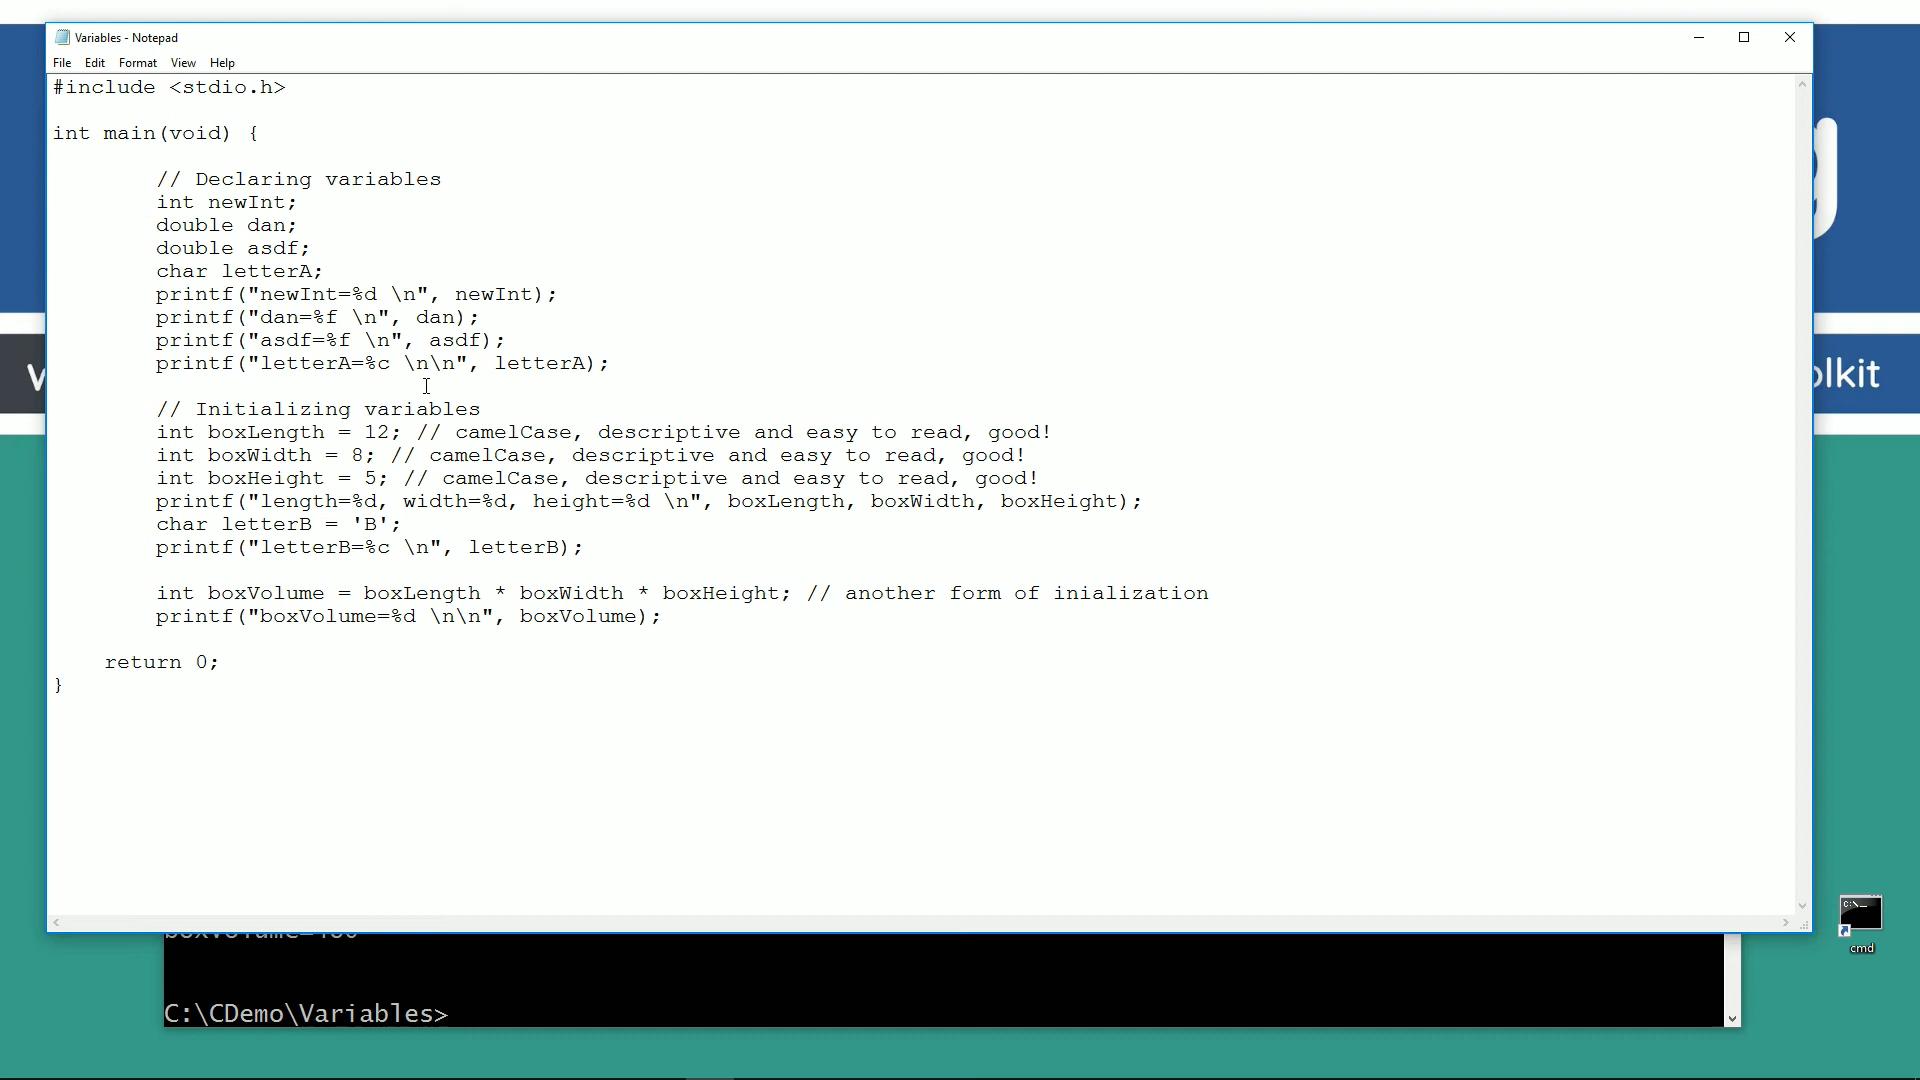 Variables - Notepad
File Edit Format View Help
#include <stdio.h>
int main(void) {
// Declaring variables
int newInt;
double dan;
double asdf;
char letterA;
printf("newInt=%d \n", newInt);
printf("dan=%f \n", dan);
printf("asdf=%f \n", asdf);
printf("letterA=%c \n\n", letterA);
// Initializing variables
int boxLength = 12; // camelCase, descriptive and easy to read, good!
int boxWidth = 8; // camelCase, descriptive and easy to read, good!
int boxHeight = 5; // camelCase, descriptive and easy to read, good!
printf("length=%d, width=%d, height=%d \n", boxLength, boxWidth, boxHeight);
char letterB = 'B';
printf("letterB=%c \n", letterB);
int boxVolume = boxLength * boxWidth * boxHeight; // another form of inialization
printf("boxVolume=%d \n\n", boxVolume);
return 0;
}
olkit
C:\_
cmd
boxVolume=480
C:\CDemo\Variables>